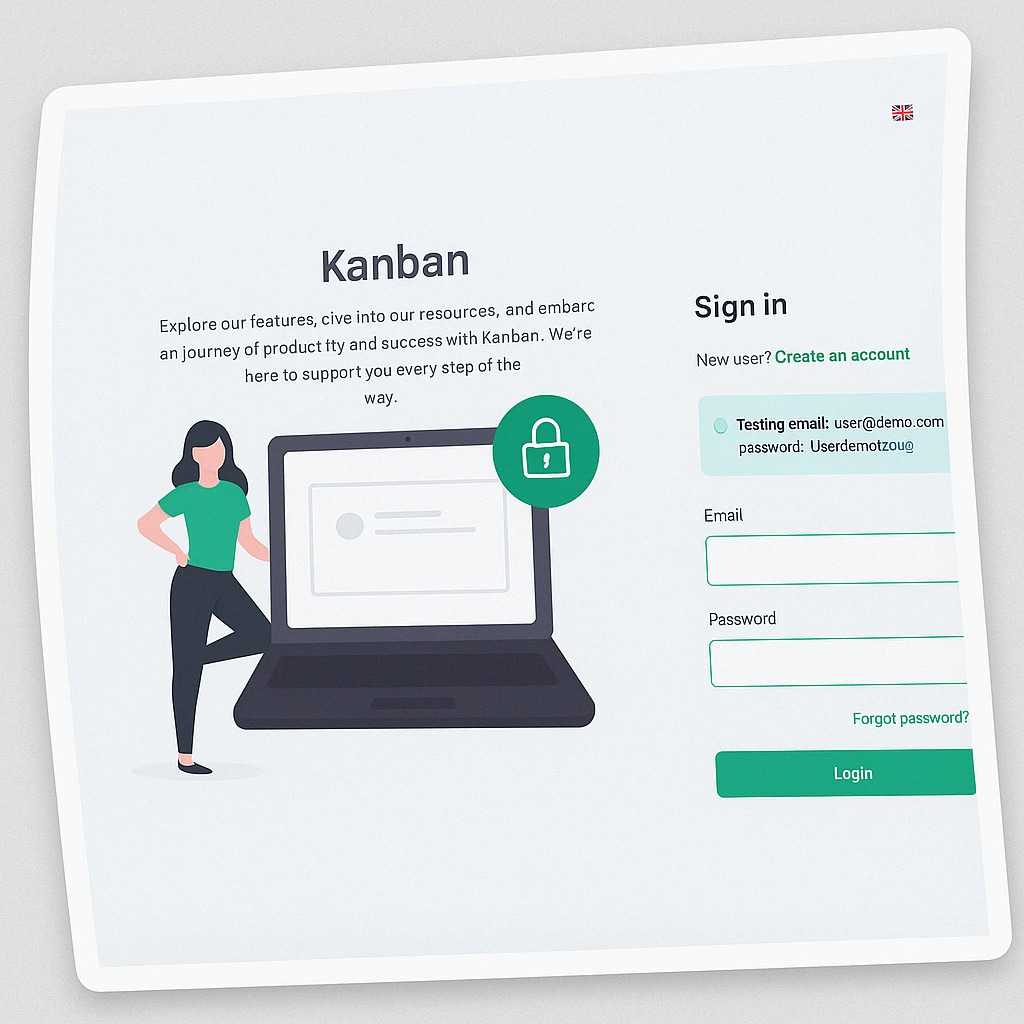 Kanban
Explore our features, cive into our resources, and embarc
an journey of product fty and success with Kanban. We're
here to support you every step of the
way.
Sign in
New user? Create an account
Testing email: user@demo.com
password:
Email
Password
Forgot password?
Login